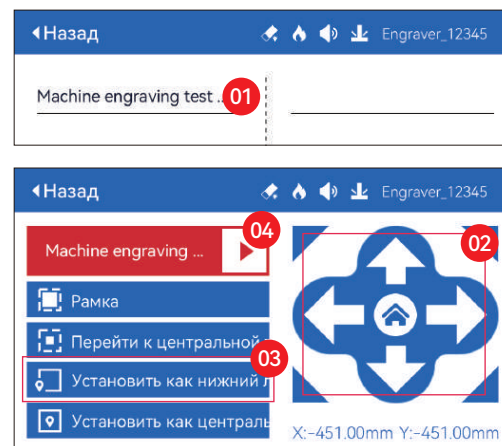 Назад Engraver_12345
Machine engraving test .. 01
Назад Engraver_12345
Machine engraving ... 04
02
Рамка
Перейти к центральной
03
Установить как нижний л
Установить как централь
X:-451.00mm Y:-451.00mm